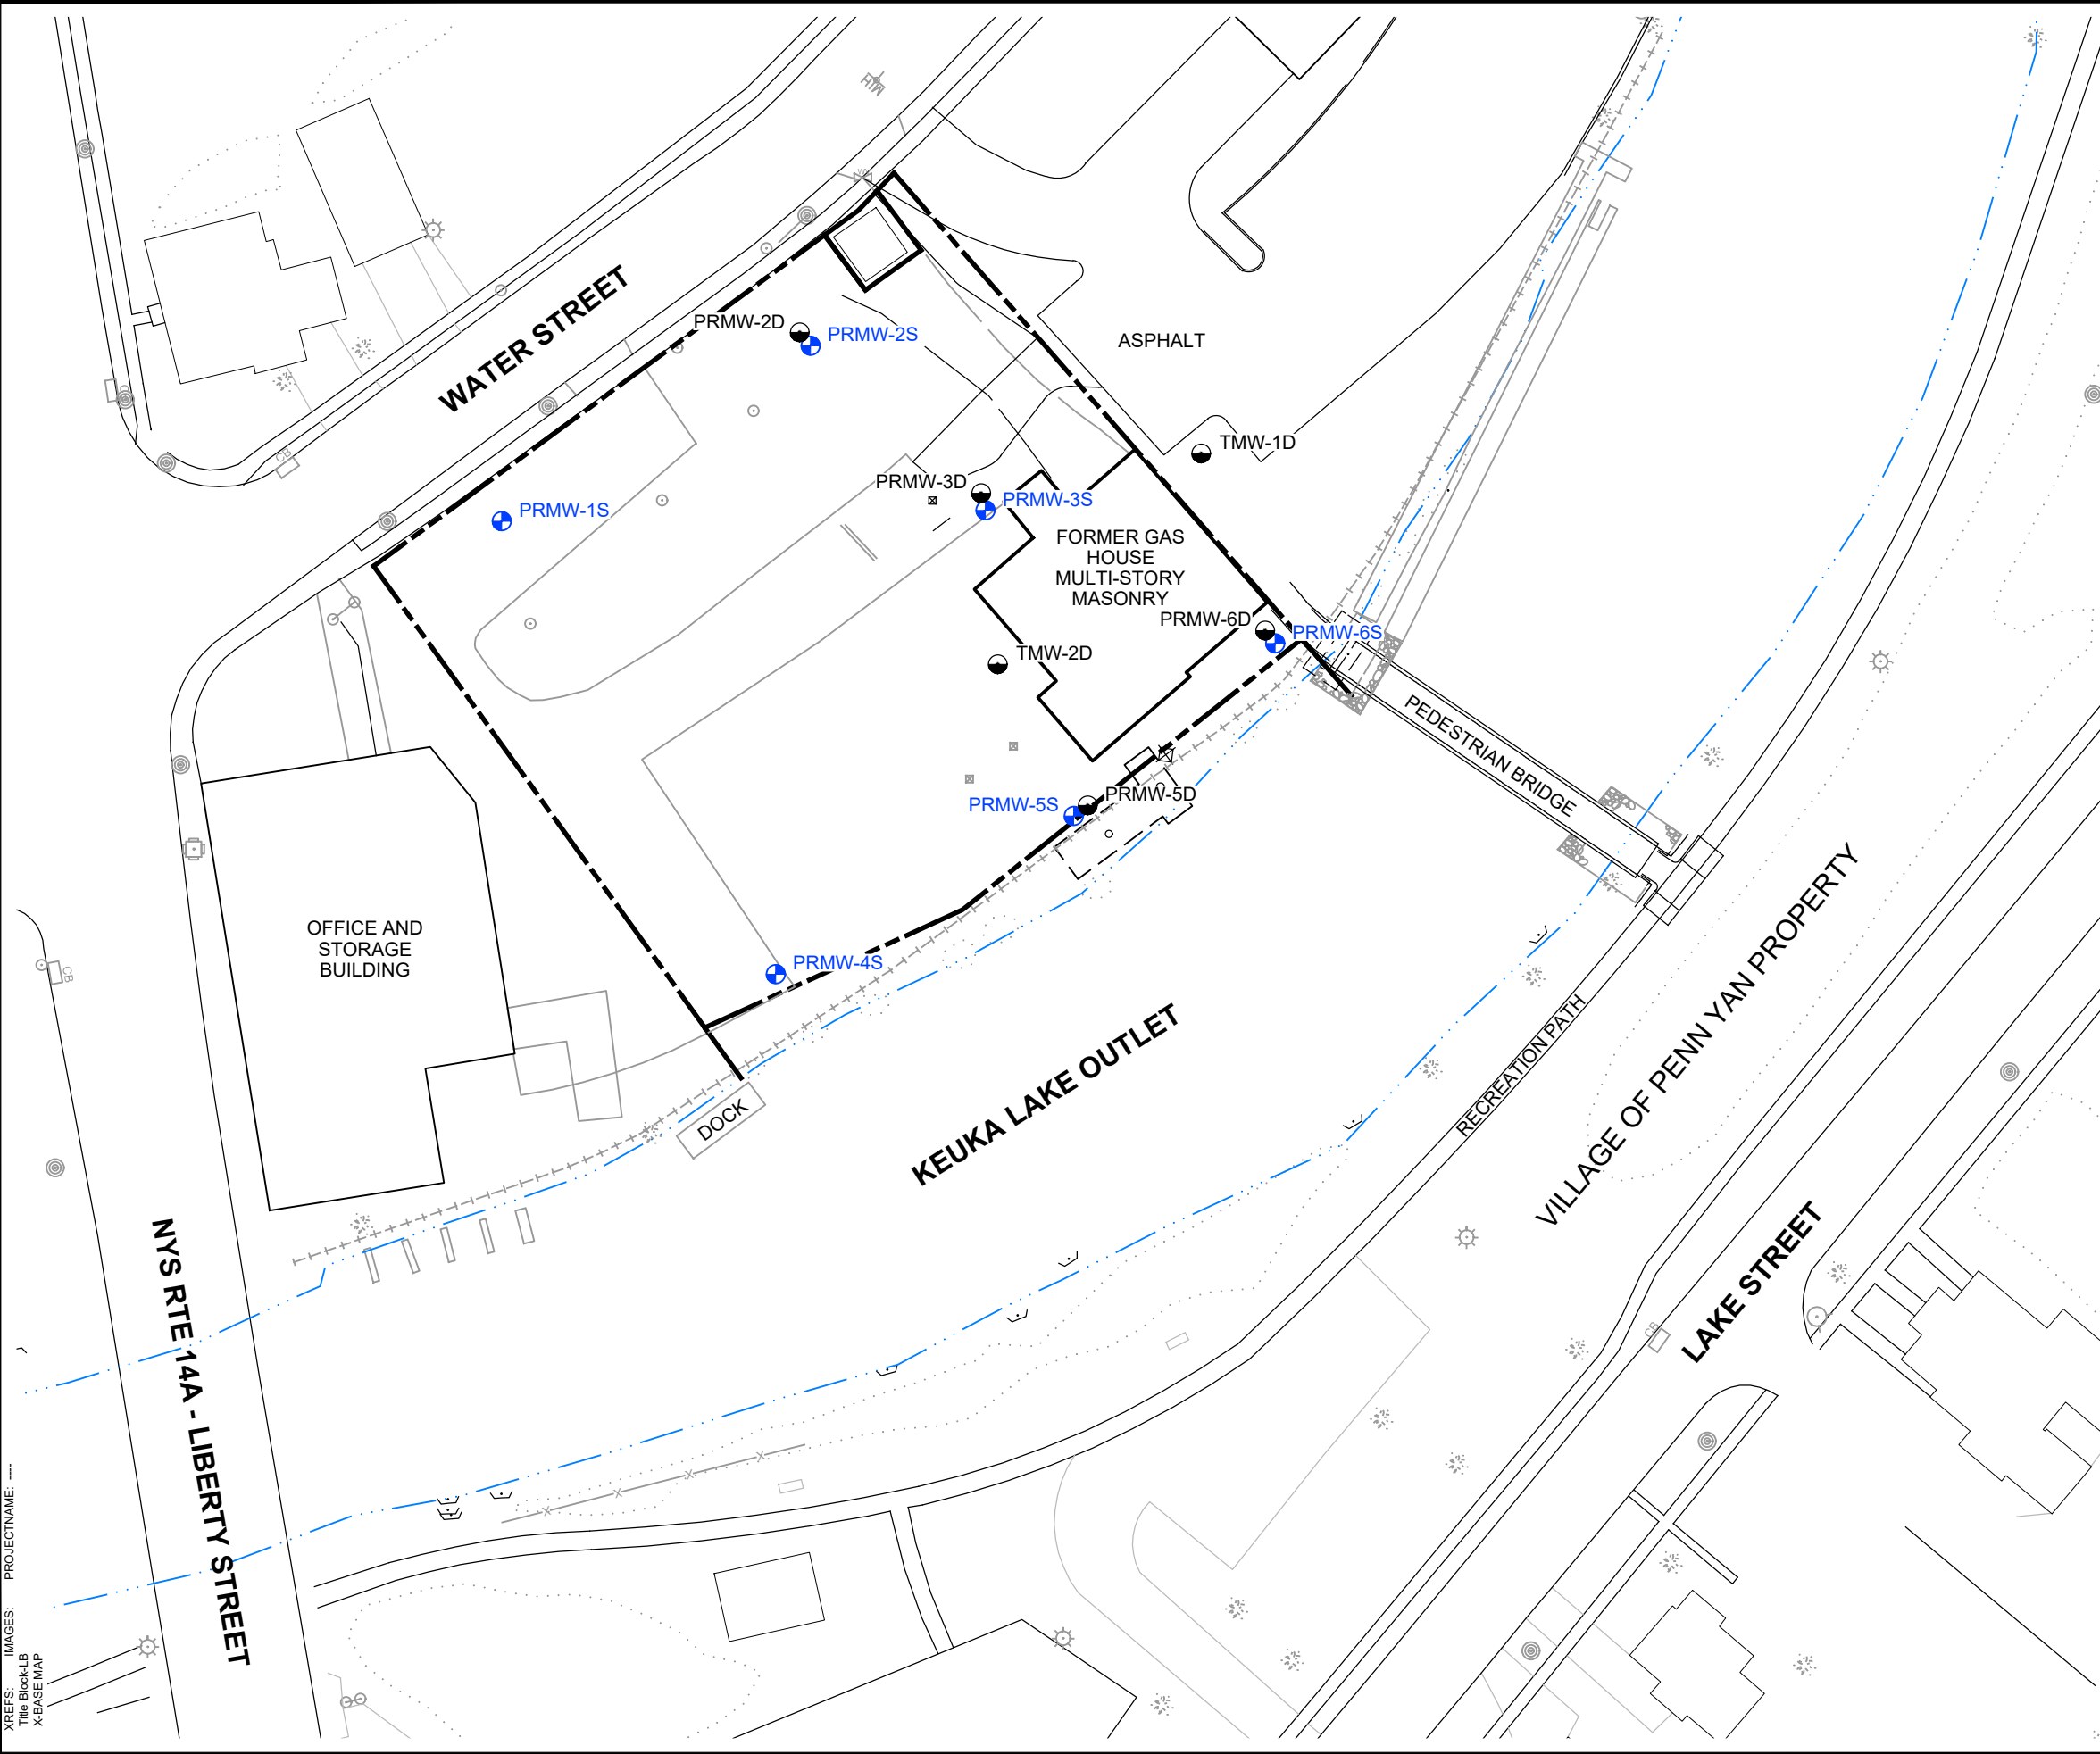 MH
W
WATER STREET
PRMW-2D
PRMW-2S
ASPHALT
TMW-1D
CB
PRMW-3D
PRMW-3S
PRMW-1S
FORMER GAS
HOUSE
MULTI-STORY
MASONRY
PRMW-6D
PRMW-6S
TMW-2D
PEDESTRIAN BRIDGE
PRMW-5S
PRMW-5D
OFFICE AND
STORAGE
BUILDING
CB
PRMW-4S
DOCK
KEUKA LAKE OUTLET
RECREATION PATH
VILLAGE OF PENN YAN PROPERTY
LAKE STREET
CB
NYS RTE 14A - LIBERTY STREET
XREFS: IMAGES: PROJECTNAME: ----
Title Block-LB
X-BASE MAP